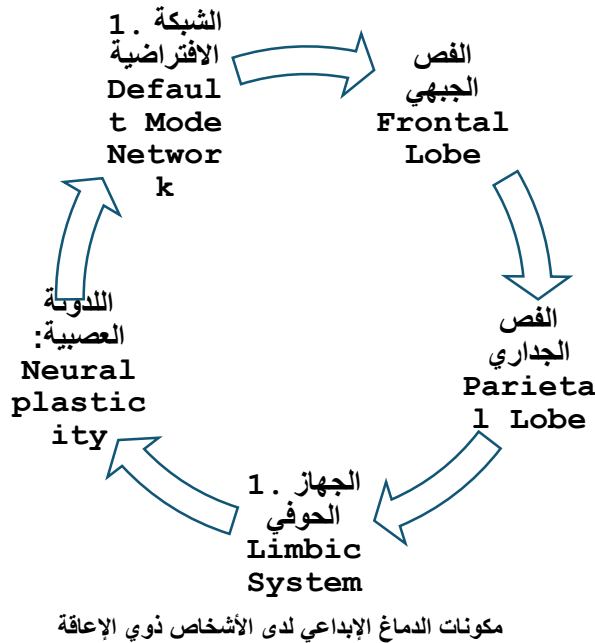 1. الشبكة
الافتراضية
Defaul
t Mode
Networ
k
الفص
الجبهي
Frontal
Lobe
الفص
الجداري
Parieta
l Lobe
1. الجهاز
الحوفي
Limbic
System
اللدونة
العصبية:
Neural
plastic
ity
مكونات الدماغ الإبداعي لدى الأشخاص ذوي الإعاقة